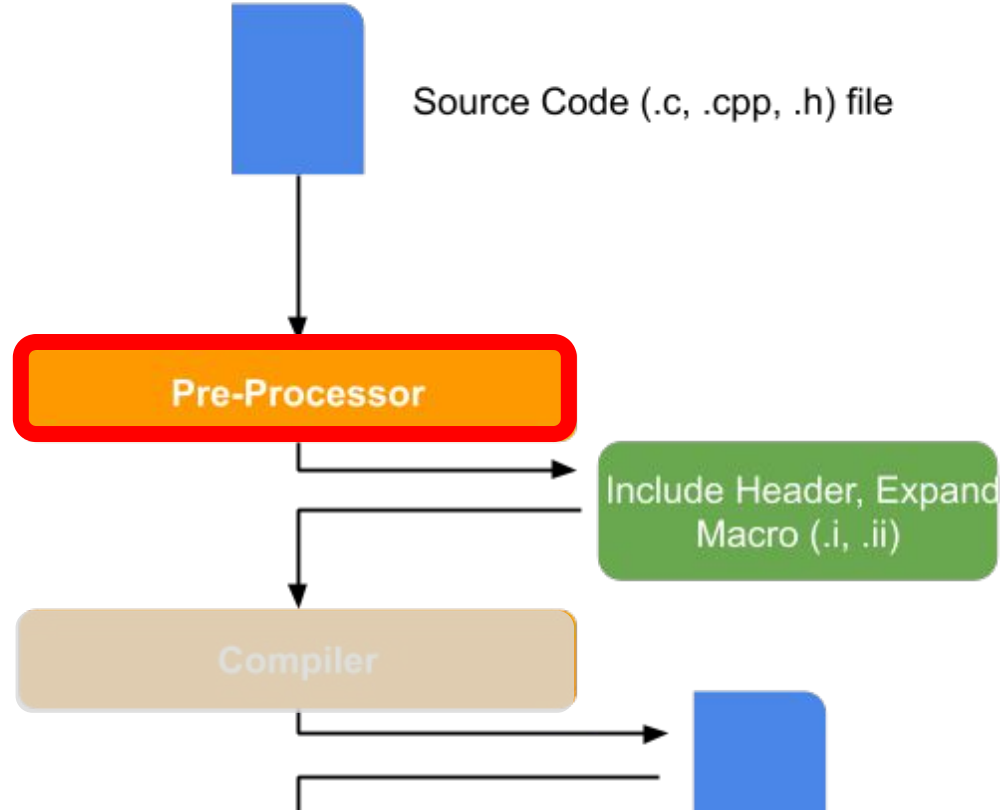 Source Code (.c, .cpp, .h) file
Pre-Processor
Include Header, Expand
Macro (.i, .ii)
Compiler